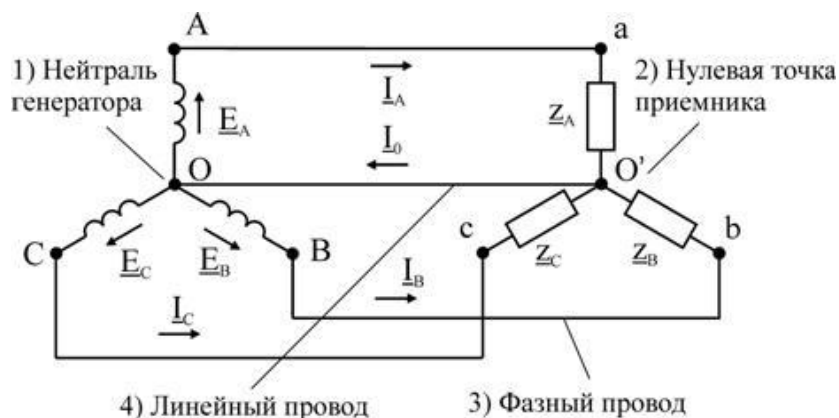 A
a
1) Нейтраль
генератора
2) Нулевая точка
приемника
I_A
E_A
z_A
I_0
O
O'
C
E_C
E_B
B
c
z_C
z_B
b
I_B
I_C
4) Линейный провод
3) Фазный провод